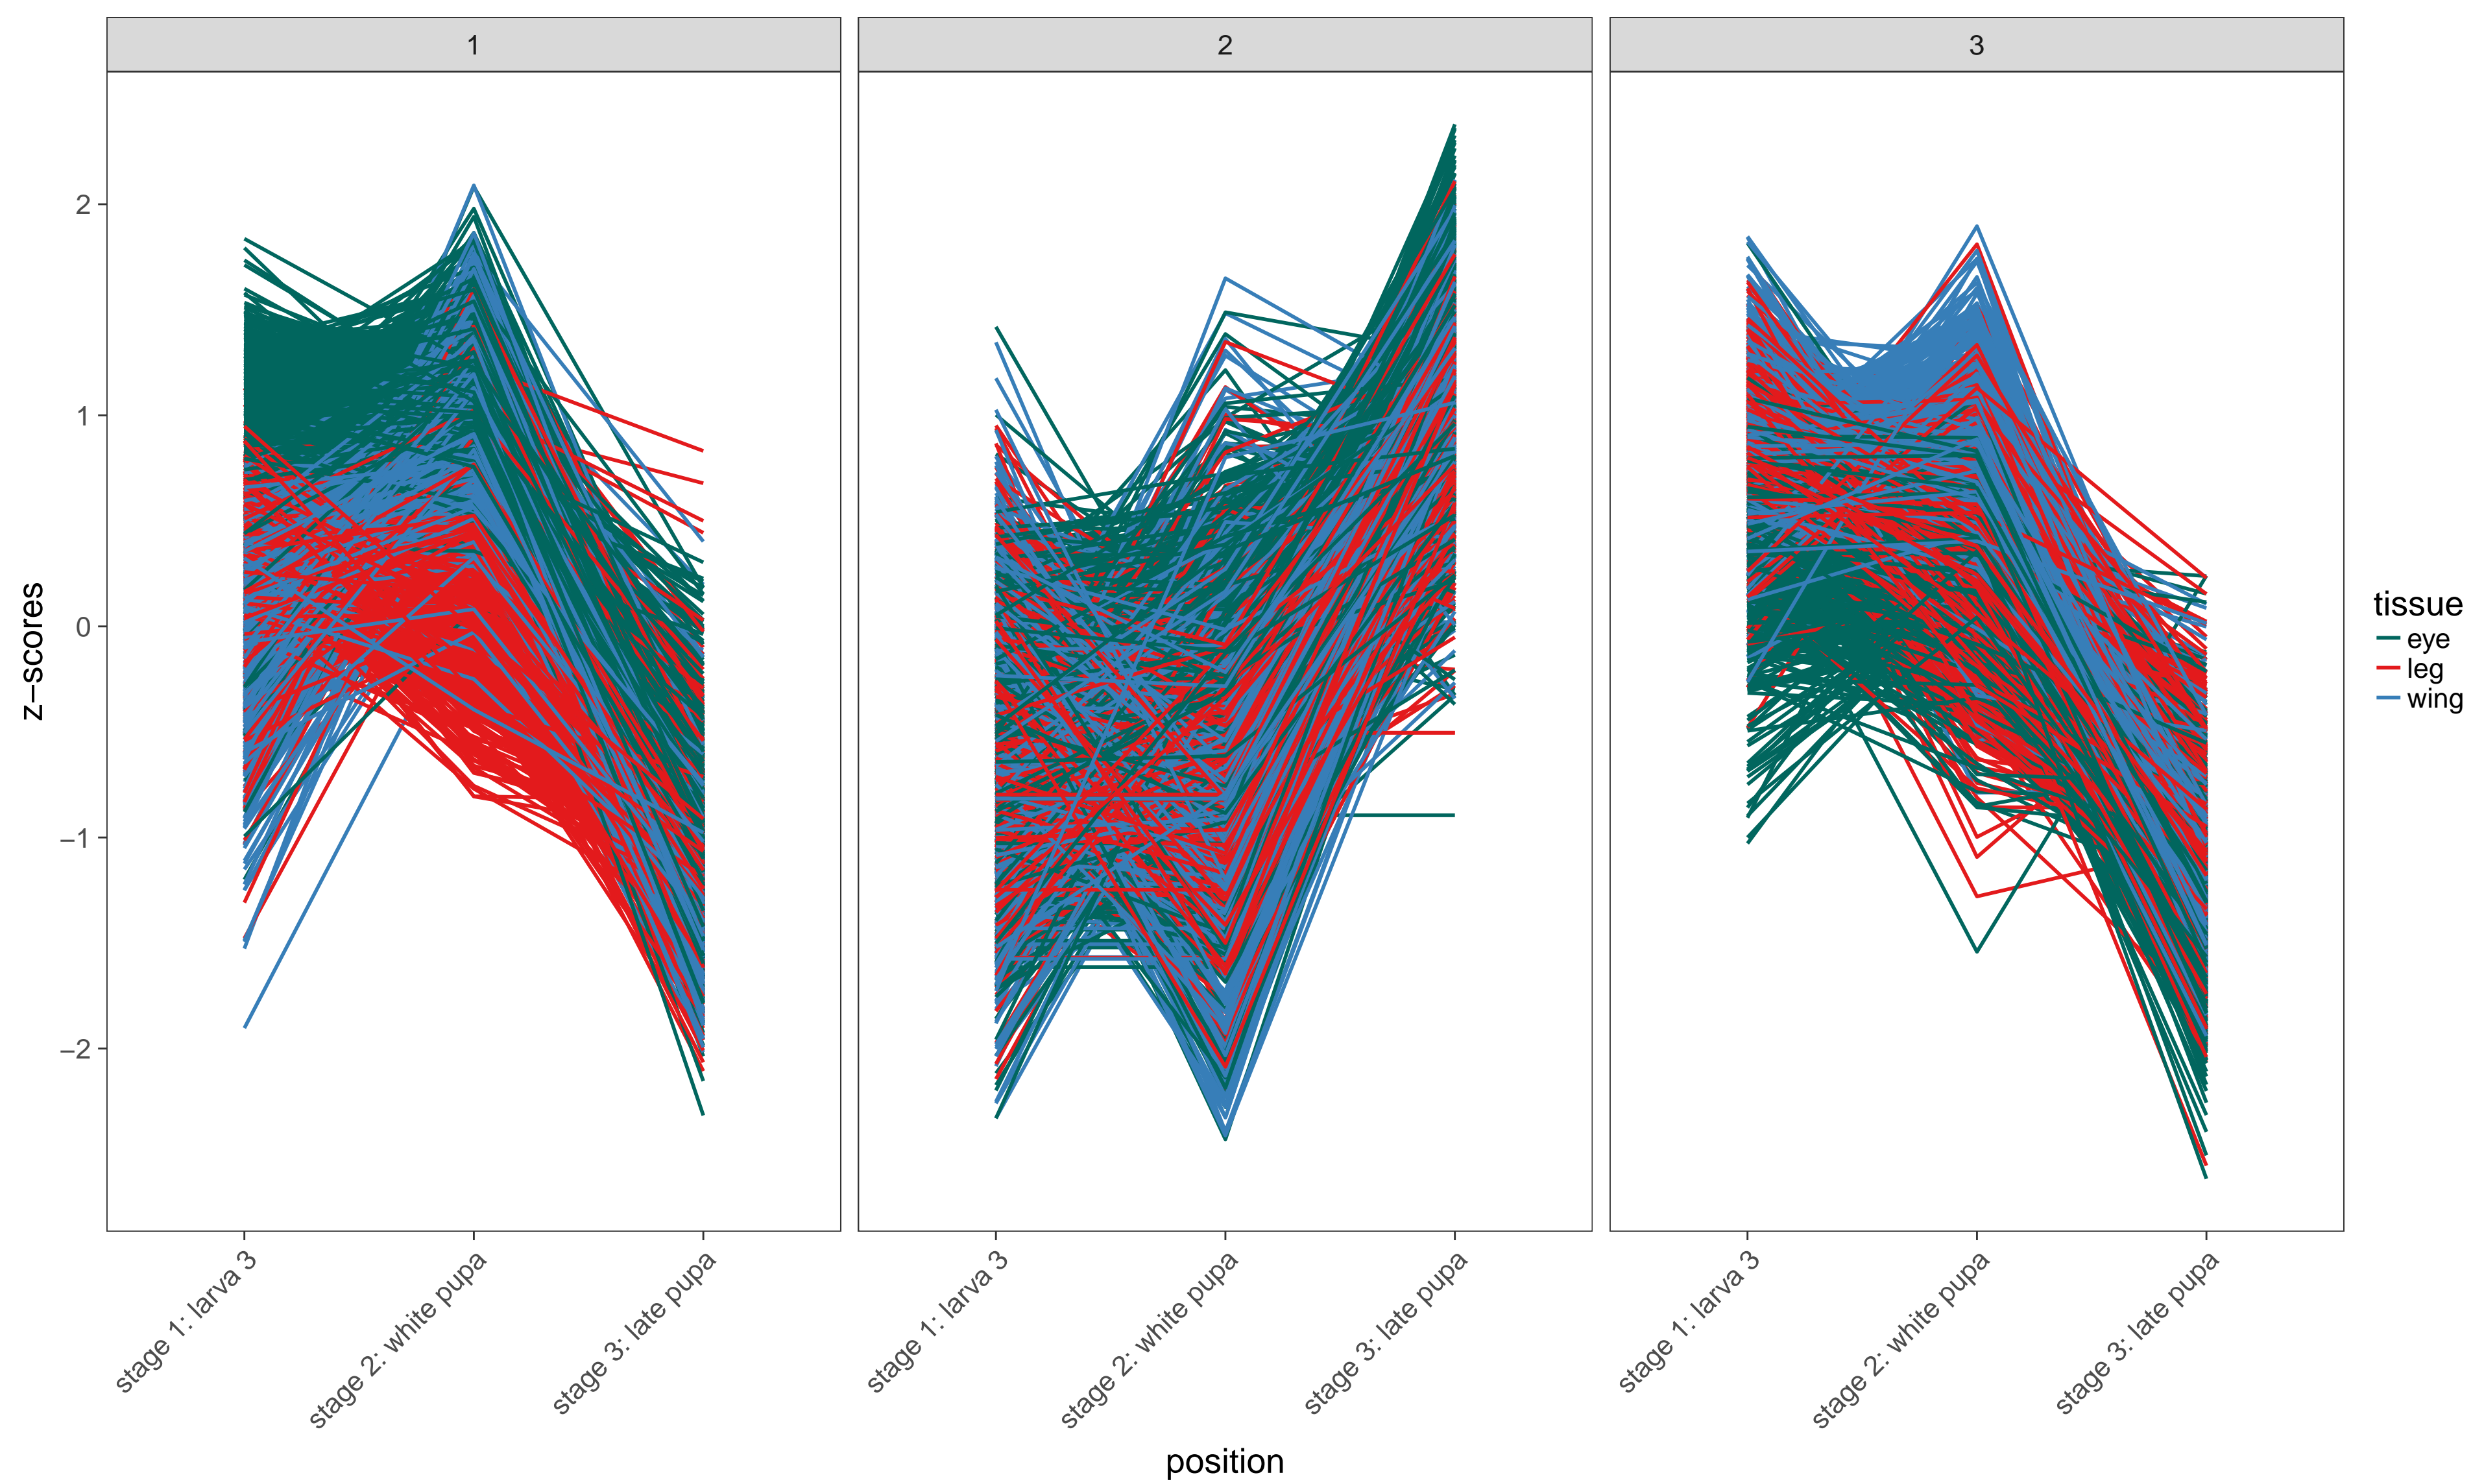 1
2
3
z−scores
2
1
0
−1
−2
stage 1: larva 3
stage 2: white pupa
stage 3: late pupa
stage 1: larva 3
stage 2: white pupa
stage 3: late pupa
stage 1: larva 3
stage 2: white pupa
stage 3: late pupa
position
tissue
eye
leg
wing